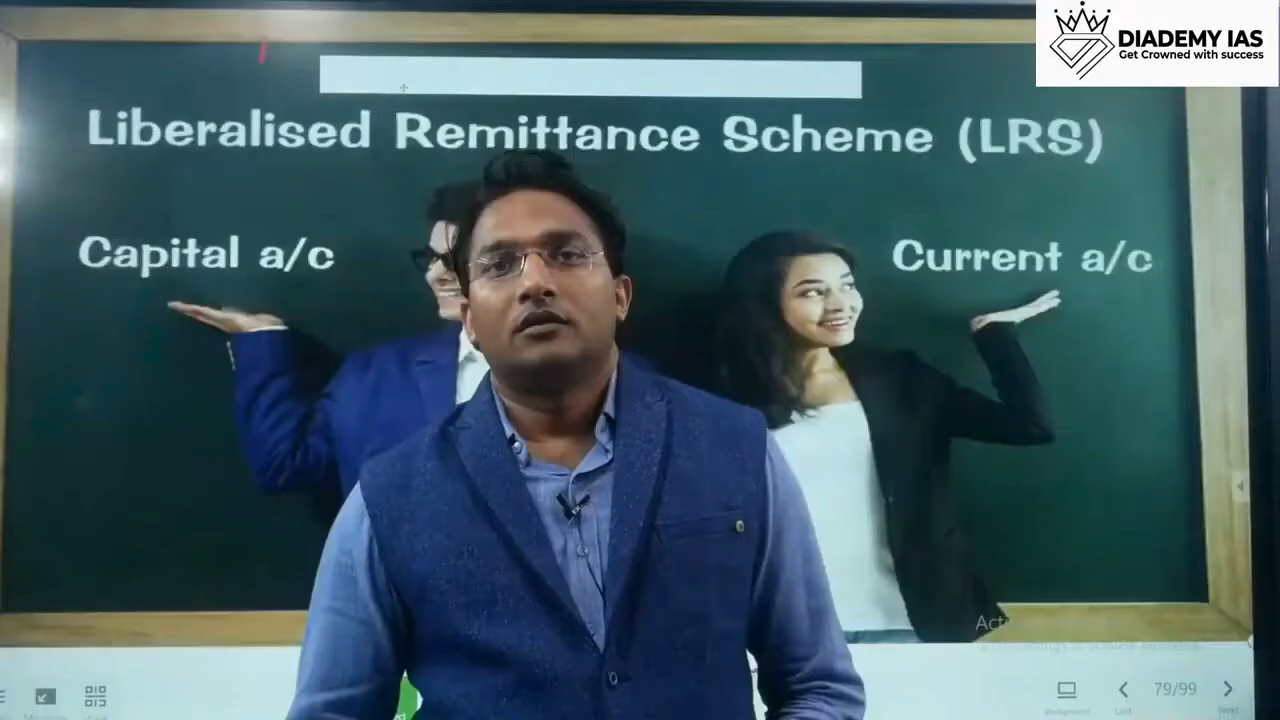 DIADEMY IAS
Get Crowned with success
Liberalised Remittance Scheme (LRS)
Capital a/c
Current a/c
79/99